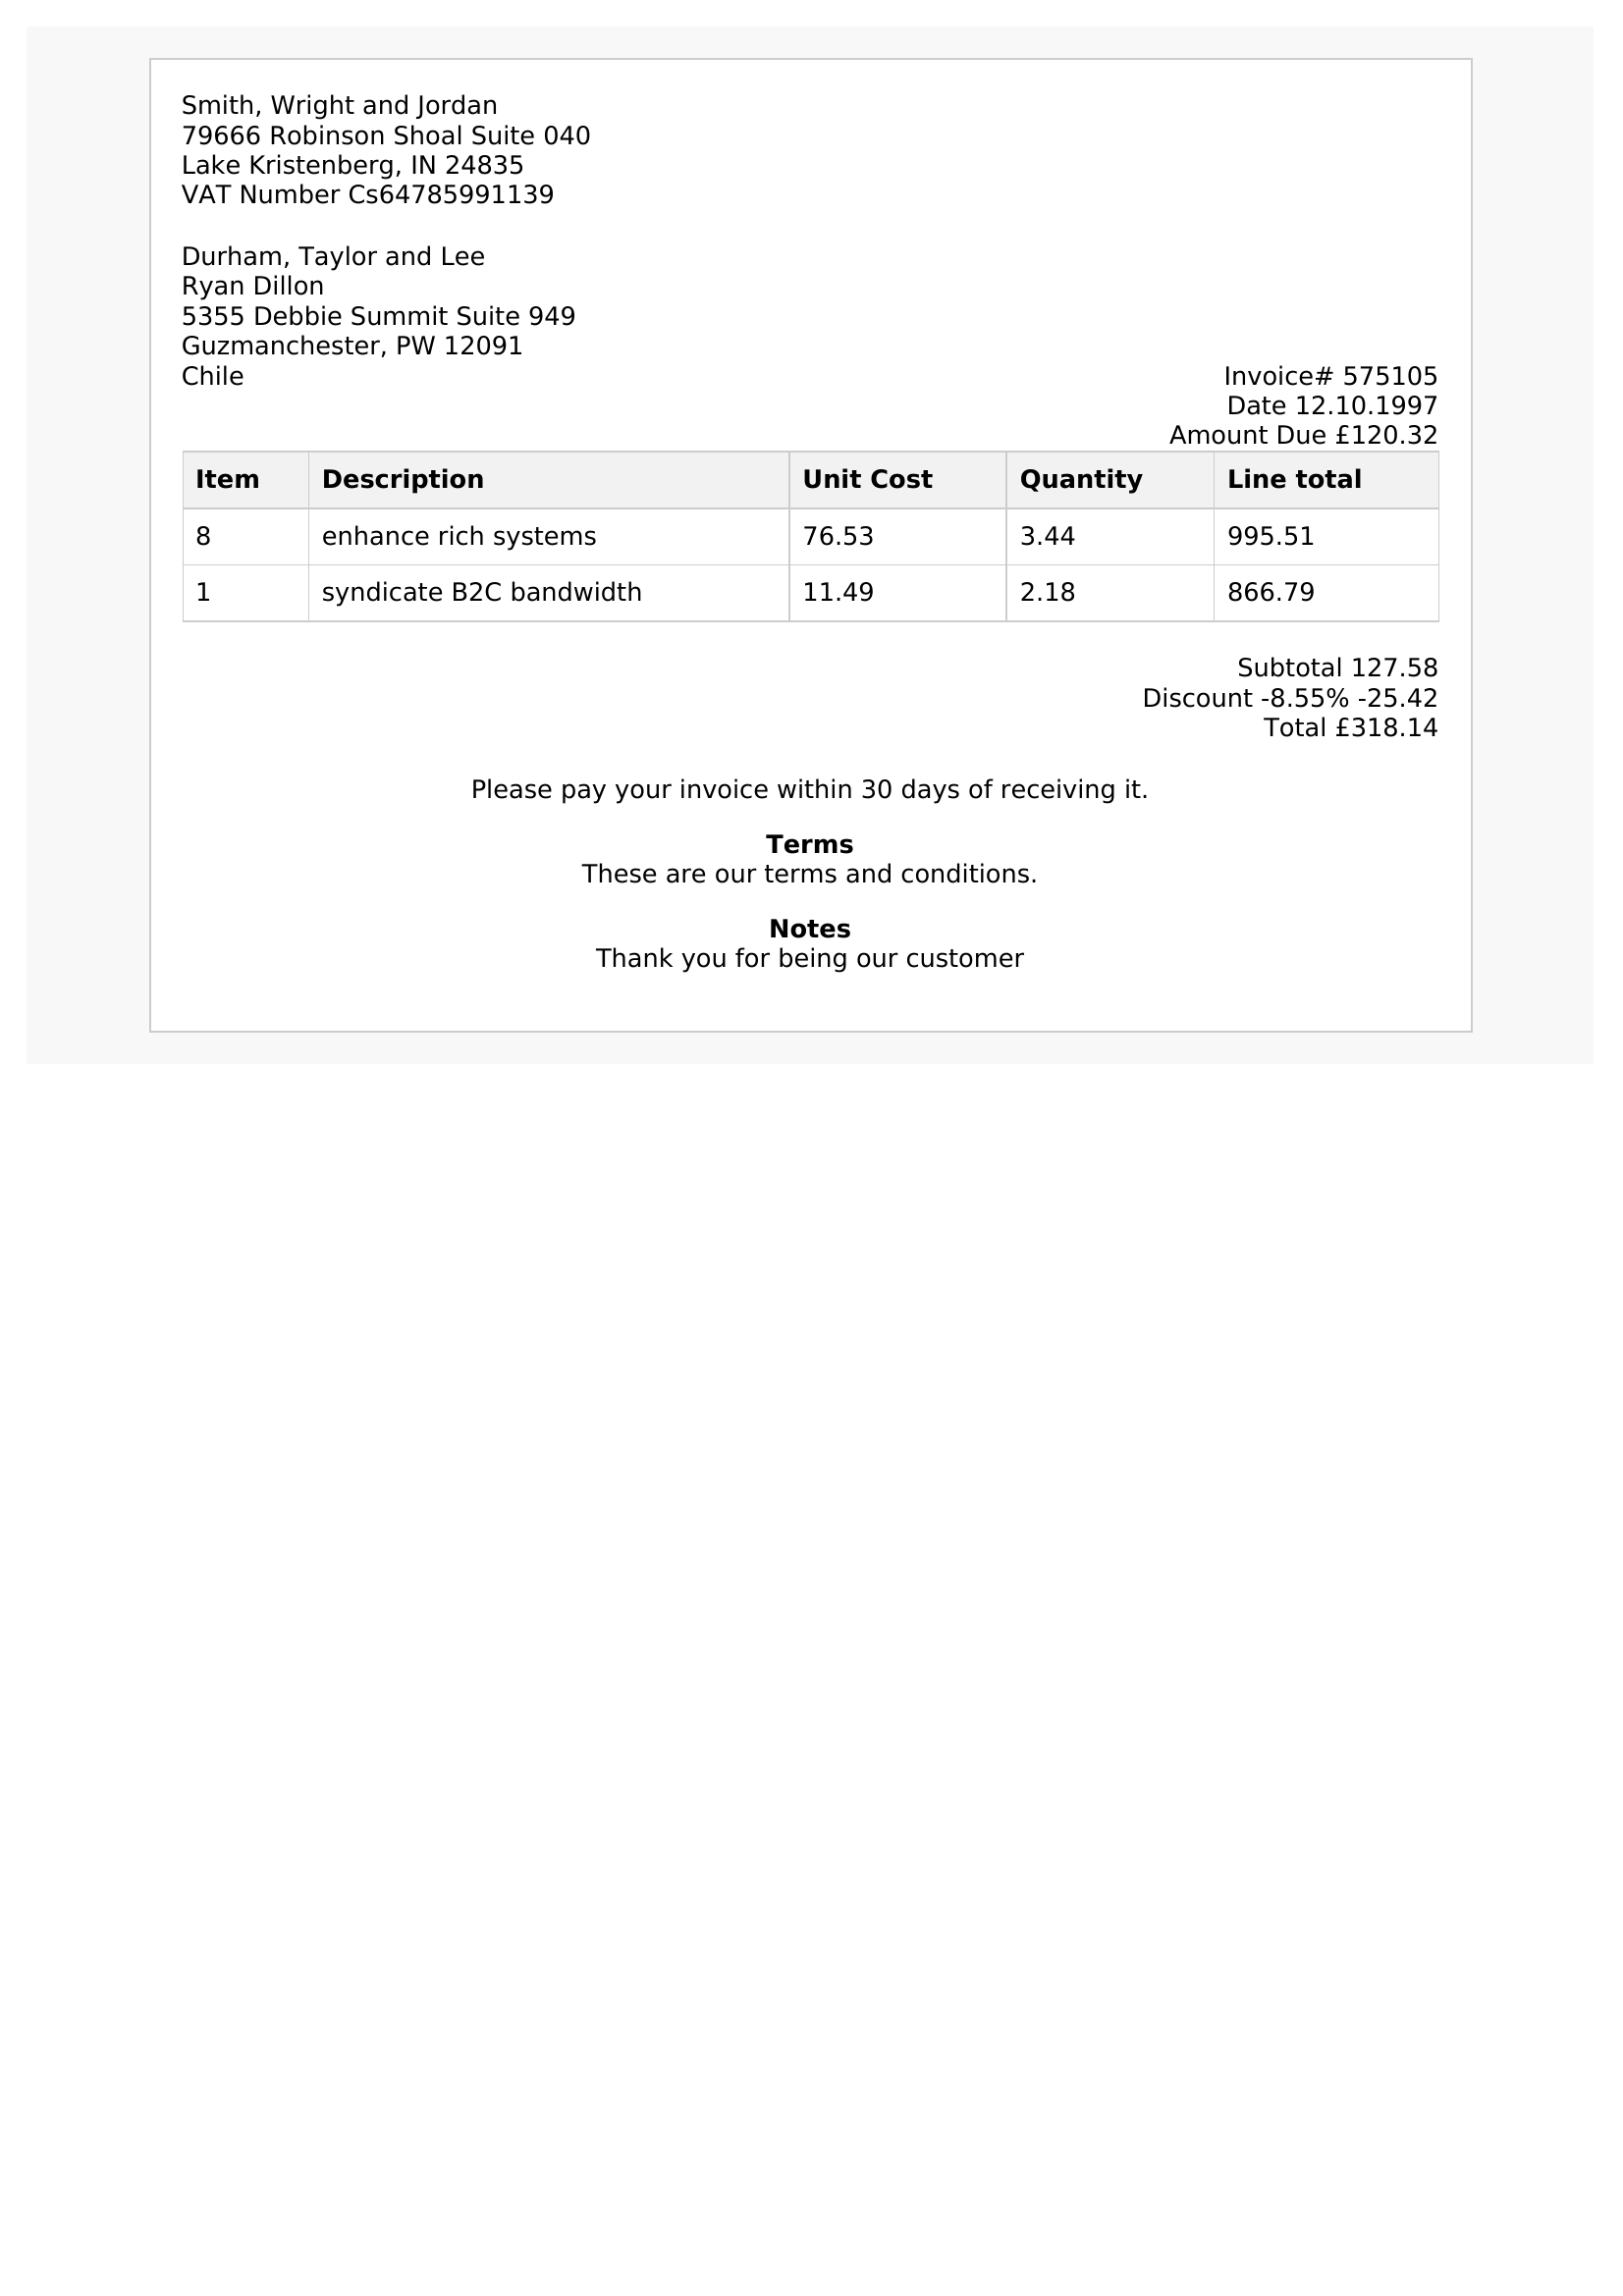 Smith, Wright and Jordan
79666 Robinson Shoal Suite 040
Lake Kristenberg, IN 24835
VAT Number Cs64785991139
Durham, Taylor and Lee
Ryan Dillon
5355 Debbie Summit Suite 949
Guzmanchester, PW 12091
Chile
Invoice# 575105
Date 12.10.1997
Amount Due £120.32
Item Description Unit Cost Quantity Line total
8 enhance rich systems 76.53 3.44 995.51
1 syndicate B2C bandwidth 11.49 2.18 866.79
Subtotal 127.58
Discount -8.55% -25.42
Total £318.14
Please pay your invoice within 30 days of receiving it.
Terms
These are our terms and conditions.
Notes
Thank you for being our customer